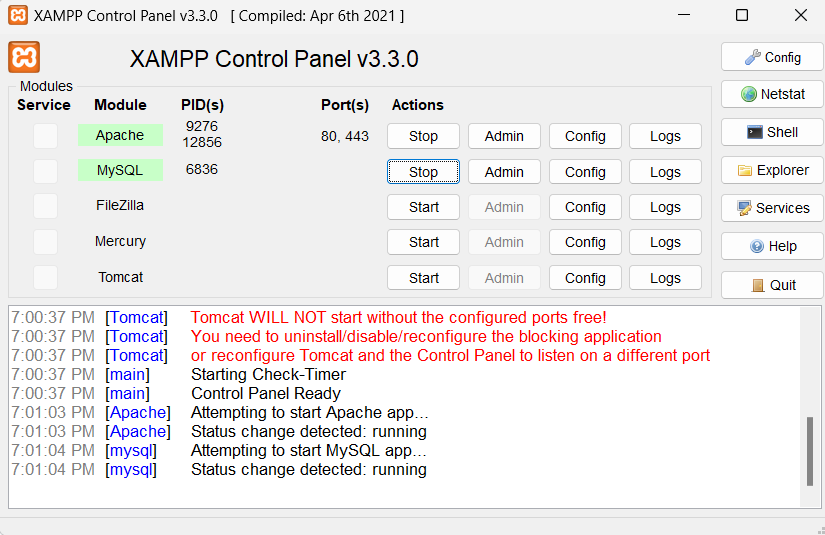 XAMPP Control Panel v3.3.0 [ Compiled: Apr 6th 2021 ]
XAMPP Control Panel v3.3.0
Config
Modules
Service Module PID(s) Port(s) Actions
Netstat
Apache 9276 12856 80, 443 Stop Admin Config Logs
Shell
MySQL 6836 Stop Admin Config Logs
Explorer
FileZilla Start Admin Config Logs
Services
Mercury Start Admin Config Logs
Help
Tomcat Start Admin Config Logs
Quit
7:00:37 PM [Tomcat] Tomcat WILL NOT start without the configured ports free!
7:00:37 PM [Tomcat] You need to uninstall/disable/reconfigure the blocking application
7:00:37 PM [Tomcat] or reconfigure Tomcat and the Control Panel to listen on a different port
7:00:37 PM [main] Starting Check-Timer
7:00:37 PM [main] Control Panel Ready
7:01:03 PM [Apache] Attempting to start Apache app...
7:01:03 PM [Apache] Status change detected: running
7:01:04 PM [mysql] Attempting to start MySQL app...
7:01:04 PM [mysql] Status change detected: running